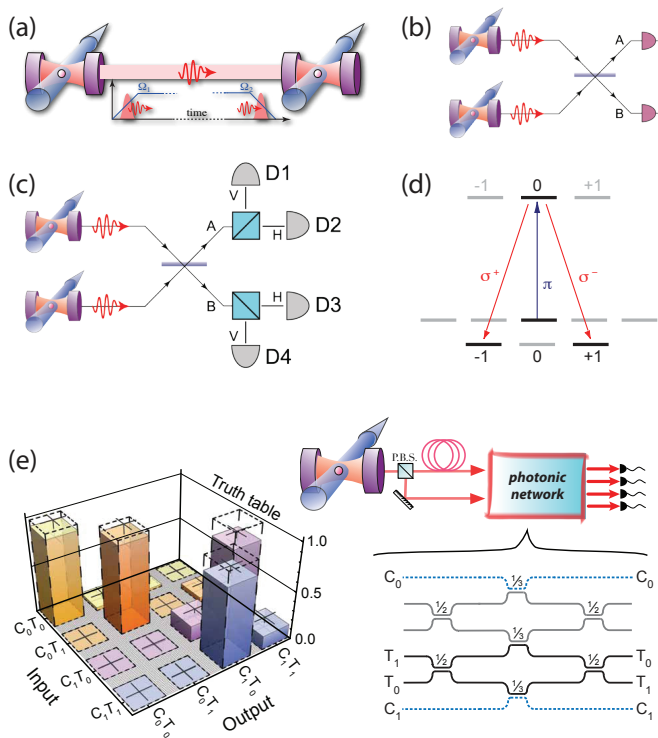 (a)
Ω1
Ω2
time
(b)
A
B
(c)
D1
V
A
H
D2
B
H
D3
V
D4
(d)
-1
0
+1
σ+
π
σ−
-1
0
+1
(e)
Truth table
1.0
0.5
0.0
C0T0
C0T1
C1T0
C1T1
Input
C0T0
C0T1
C1T0
C1T1
Output
P.B.S.
photonic
network
C0
1/3
C0
1/2
1/2
1/3
T1
1/2
1/2
T0
T0
T1
1/3
C1
C1